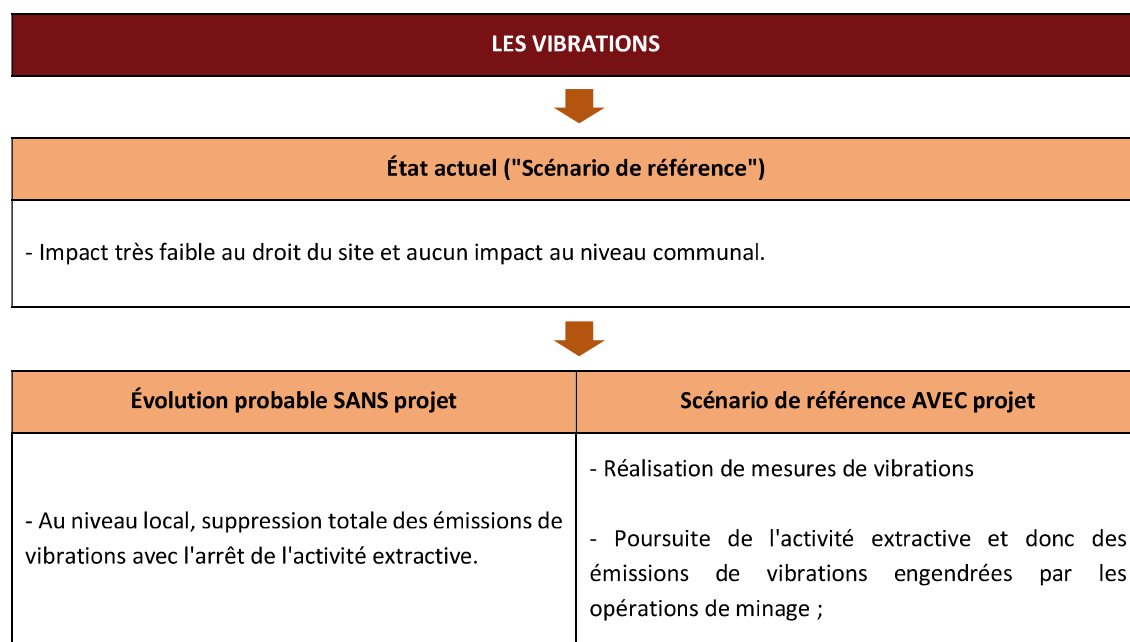 LES VIBRATIONS
État actuel ("Scénario de référence")
- Impact très faible au droit du site et aucun impact au niveau communal.
Évolution probable SANS projet
- Au niveau local, suppression totale des émissions de
vibrations avec l'arrêt de l'activité extractive.
Scénario de référence AVEC projet
- Réalisation de mesures de vibrations
- Poursuite de l'activité extractive et donc des
émissions de vibrations engendrées par les
opérations de minage ;